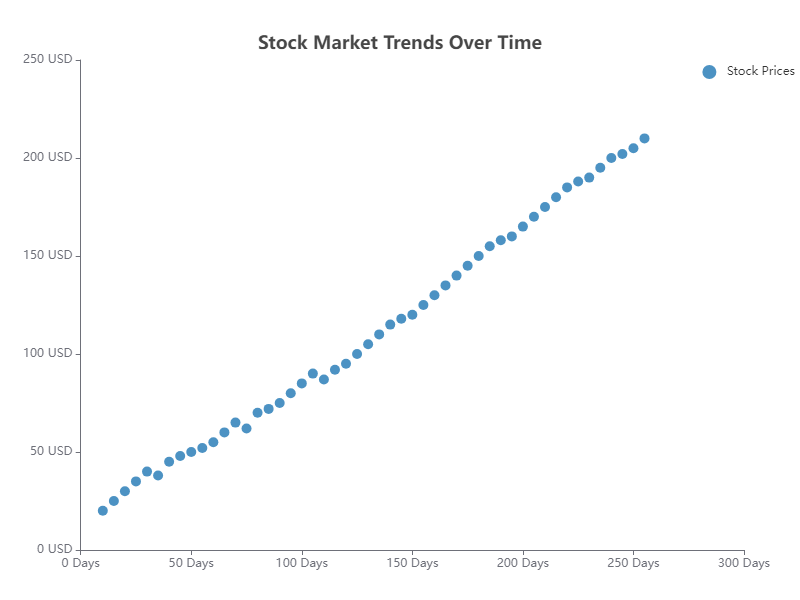 Stock Market Trends Over Time
Stock Prices
250 USD
200 USD
150 USD
100 USD
50 USD
0 USD
0 Days
50 Days
100 Days
150 Days
200 Days
250 Days
300 Days